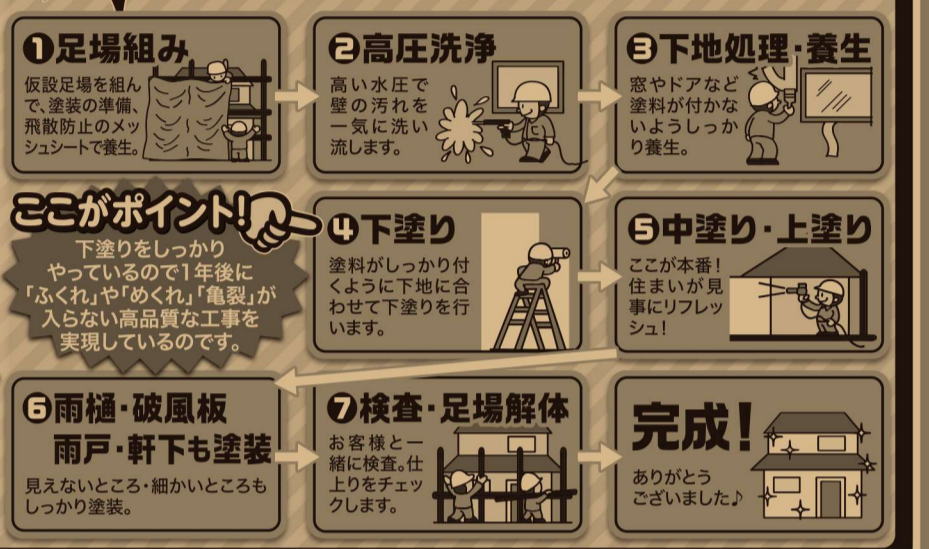 ❶足場組み
仮設足場を組ん
で、塗装の準備、
飛散防止のメッ
シュシートで養生。
❷高圧洗浄
高い水圧で
壁の汚れを
一気に洗い
流します。
❸下地処理・養生
窓やドアなど
塗料が付かな
いようしっか
り養生。
ここがポイント!
下塗りをしっかり
やっているので1年後に
「ふくれ」や「めくれ」「亀裂」が
入らない高品質な工事を
実現しているのです。
❹下塗り
塗料がしっかり付
くように下地に合
わせて下塗りを行
います。
❺中塗り・上塗り
ここが本番!
住まいが見
事にリフレッ
シュ!
❻雨樋・破風板
雨戸・軒下も塗装
見えないところ・細かいところも
しっかり塗装。
❼検査・足場解体
お客様と一
緒に検査。仕
上りをチェッ
クします。
完成!
ありがとう
ございました♪